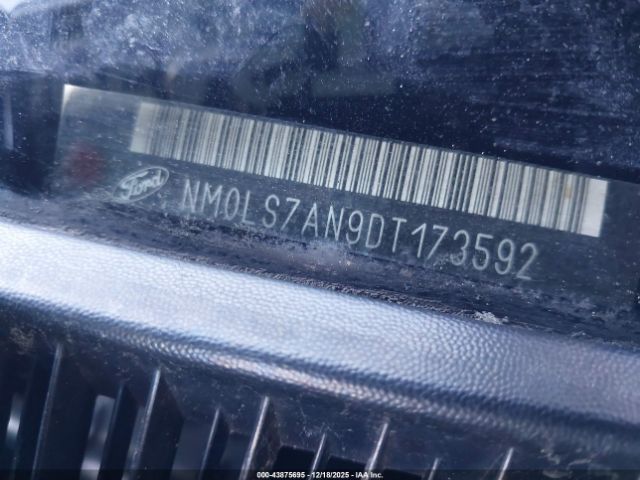 Ford
NM0LS7AN9DT173592
000-43875695 - 12/18/2025 - IAA Inc.